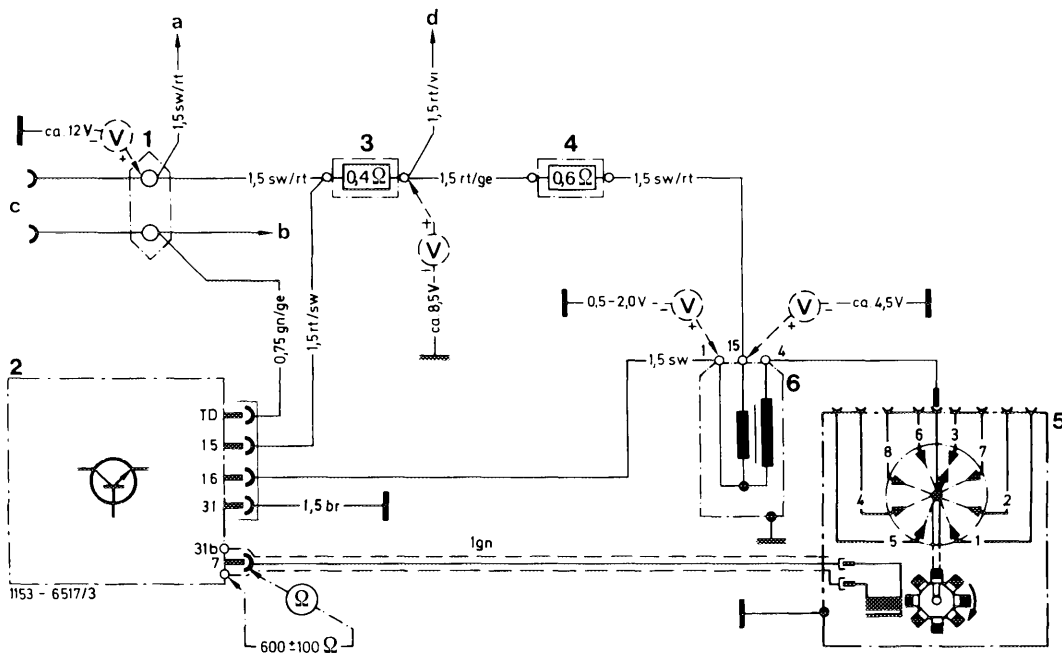 a
d
1,5 sw/rt
1,5 rt/vi
ca. 12V
V
1
3
4
1,5 sw/rt
0,4 Ω
1,5 rt/ge
0,6 Ω
1,5 sw/rt
c
b
V
ca 8,5V
0,75 gn/ge
1,5 rt/sw
0,5-2,0V
V
V
ca 4,5V
1,5 sw
1
15
4
6
2
5
TD
15
16
31
1,5 br
31b
7
1gn
Ω
600 ±100 Ω
6
3
8
7
4
2
5
1
1153 - 6517/3